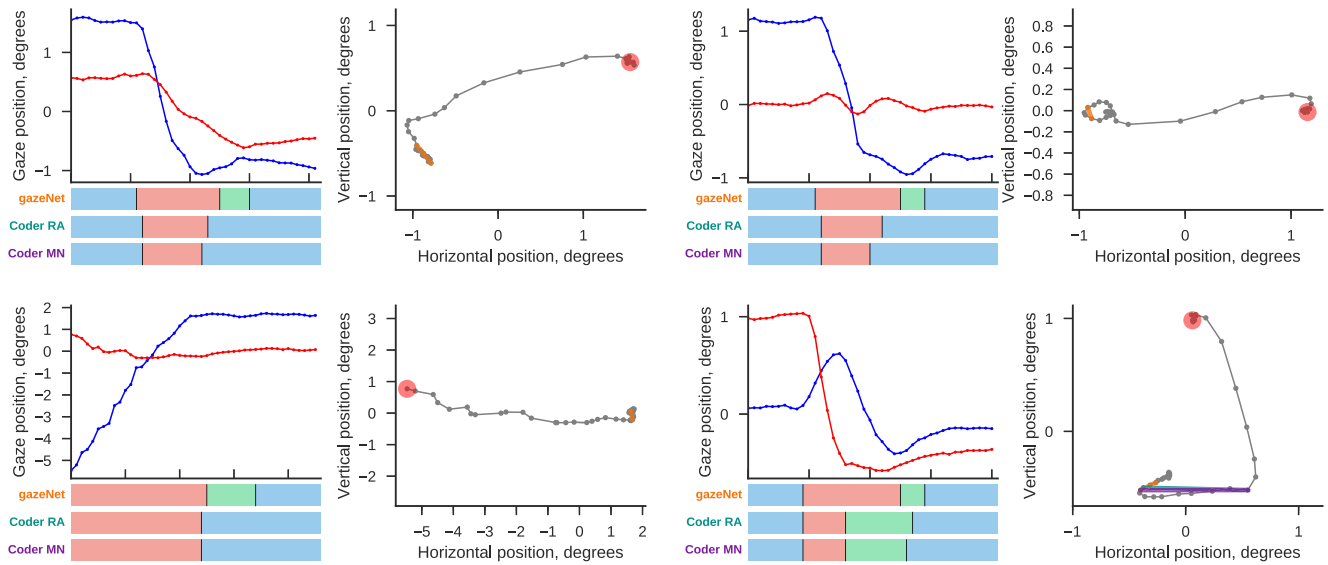 Gaze position, degrees
1
0
−1
gazeNet
Coder RA
Coder MN
Vertical position, degrees
1
0
−1
−1
0
1
Horizontal position, degrees
Gaze position, degrees
1
0
−1
gazeNet
Coder RA
Coder MN
Vertical position, degrees
0.8
0.6
0.4
0.2
0.0
−0.2
−0.4
−0.6
−0.8
−1
0
1
Horizontal position, degrees
Gaze position, degrees
2
1
0
−1
−2
−3
−4
−5
gazeNet
Coder RA
Coder MN
Vertical position, degrees
3
2
1
0
−1
−2
−5
−4
−3
−2
−1
0
1
2
Horizontal position, degrees
Gaze position, degrees
1
0
gazeNet
Coder RA
Coder MN
Vertical position, degrees
1
0
−1
0
1
Horizontal position, degrees